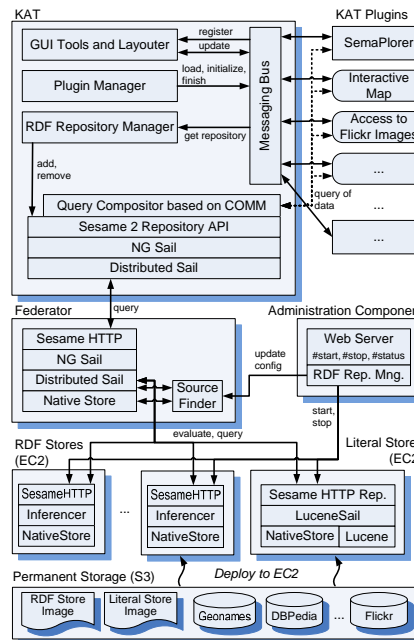 KAT
KAT Plugins
GUI Tools and Layouter
register
update
Messaging Bus
SemaPlorer
Plugin Manager
load, initialize,
finish
Interactive
Map
RDF Repository Manager
get repository
Access to
Flickr Images
add,
remove
...
query of
data
...
Query Compositor based on COMM
Sesame 2 Repository API
NG Sail
Distributed Sail
...
query
Federator
Administration Component
Sesame HTTP
NG Sail
Distributed Sail
Native Store
Source
Finder
update
config
Web Server
#start, #stop, #status
RDF Rep. Mng.
start,
stop
evaluate, query
RDF Stores
(EC2)
Literal Store
(EC2
SesameHTTP
Inferencer
NativeStore
...
SesameHTTP
Inferencer
NativeStore
Sesame HTTP Rep.
LuceneSail
NativeStore
Lucene
Permanent Storage (S3)
Deploy to EC2
RDF Store
Image
Literal Store
Image
Geonames
DBPedia
...
Flickr